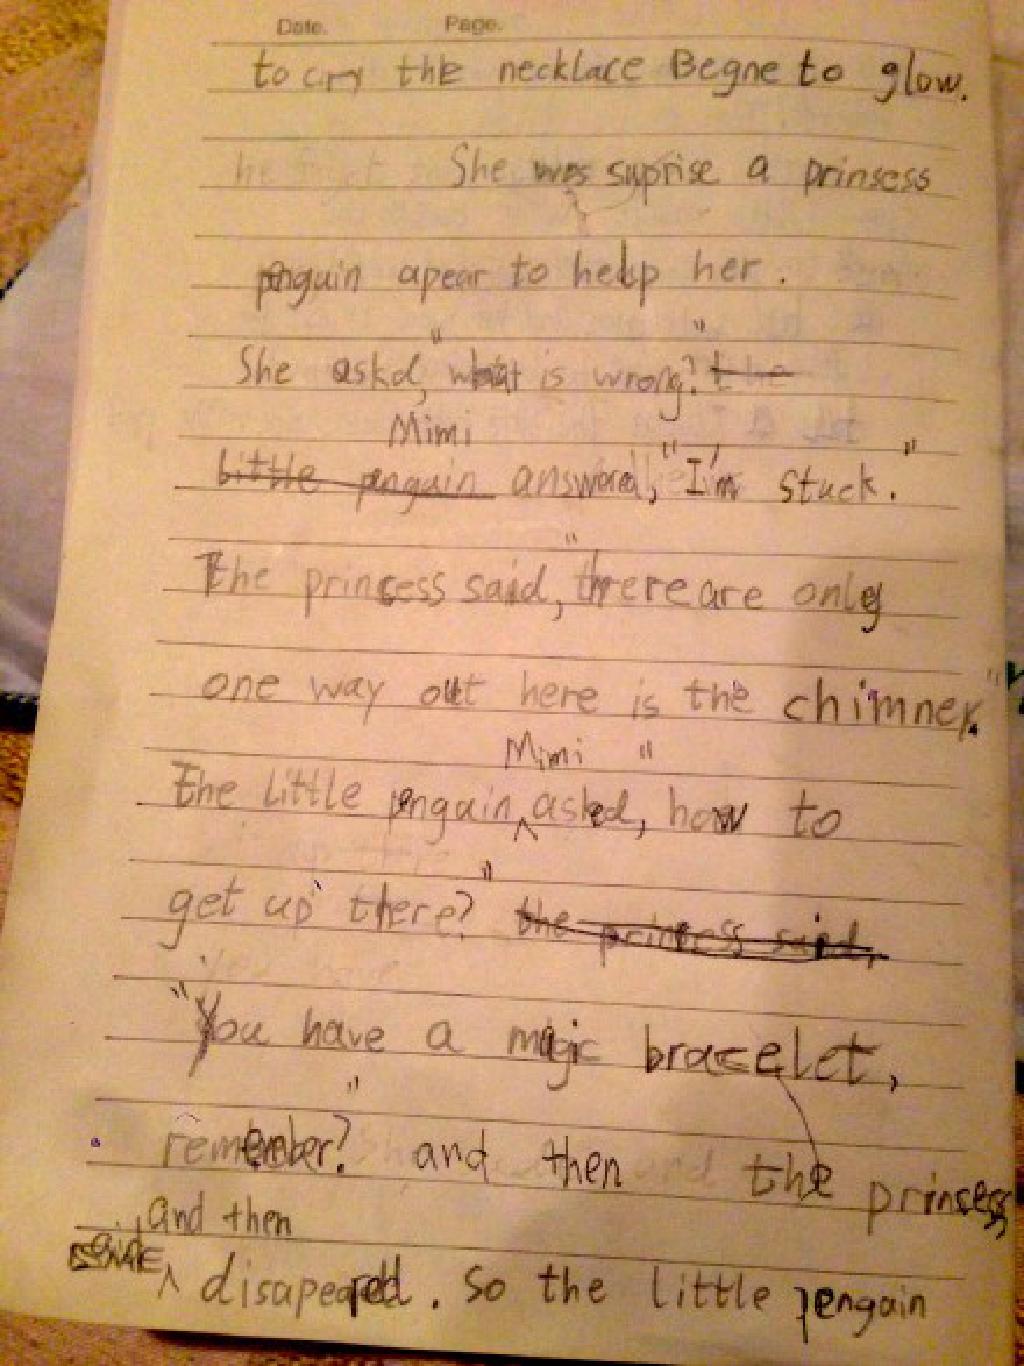 Date. Page.
to cry the necklace Begne to glow.
She was suprise a prinsess
pengain apear to help her.
She askd, "what is wrong?" the
Mimi
little pengain answered, "I'm stuck."
The princess said, "there are only
one way out here is the chimney."
Mimi
The little pengain asked, "how to
get up there?" the princess said,
"You have a magic bracelet,
remember?" and then the prinsess
and then
disapeared. So the little pengain